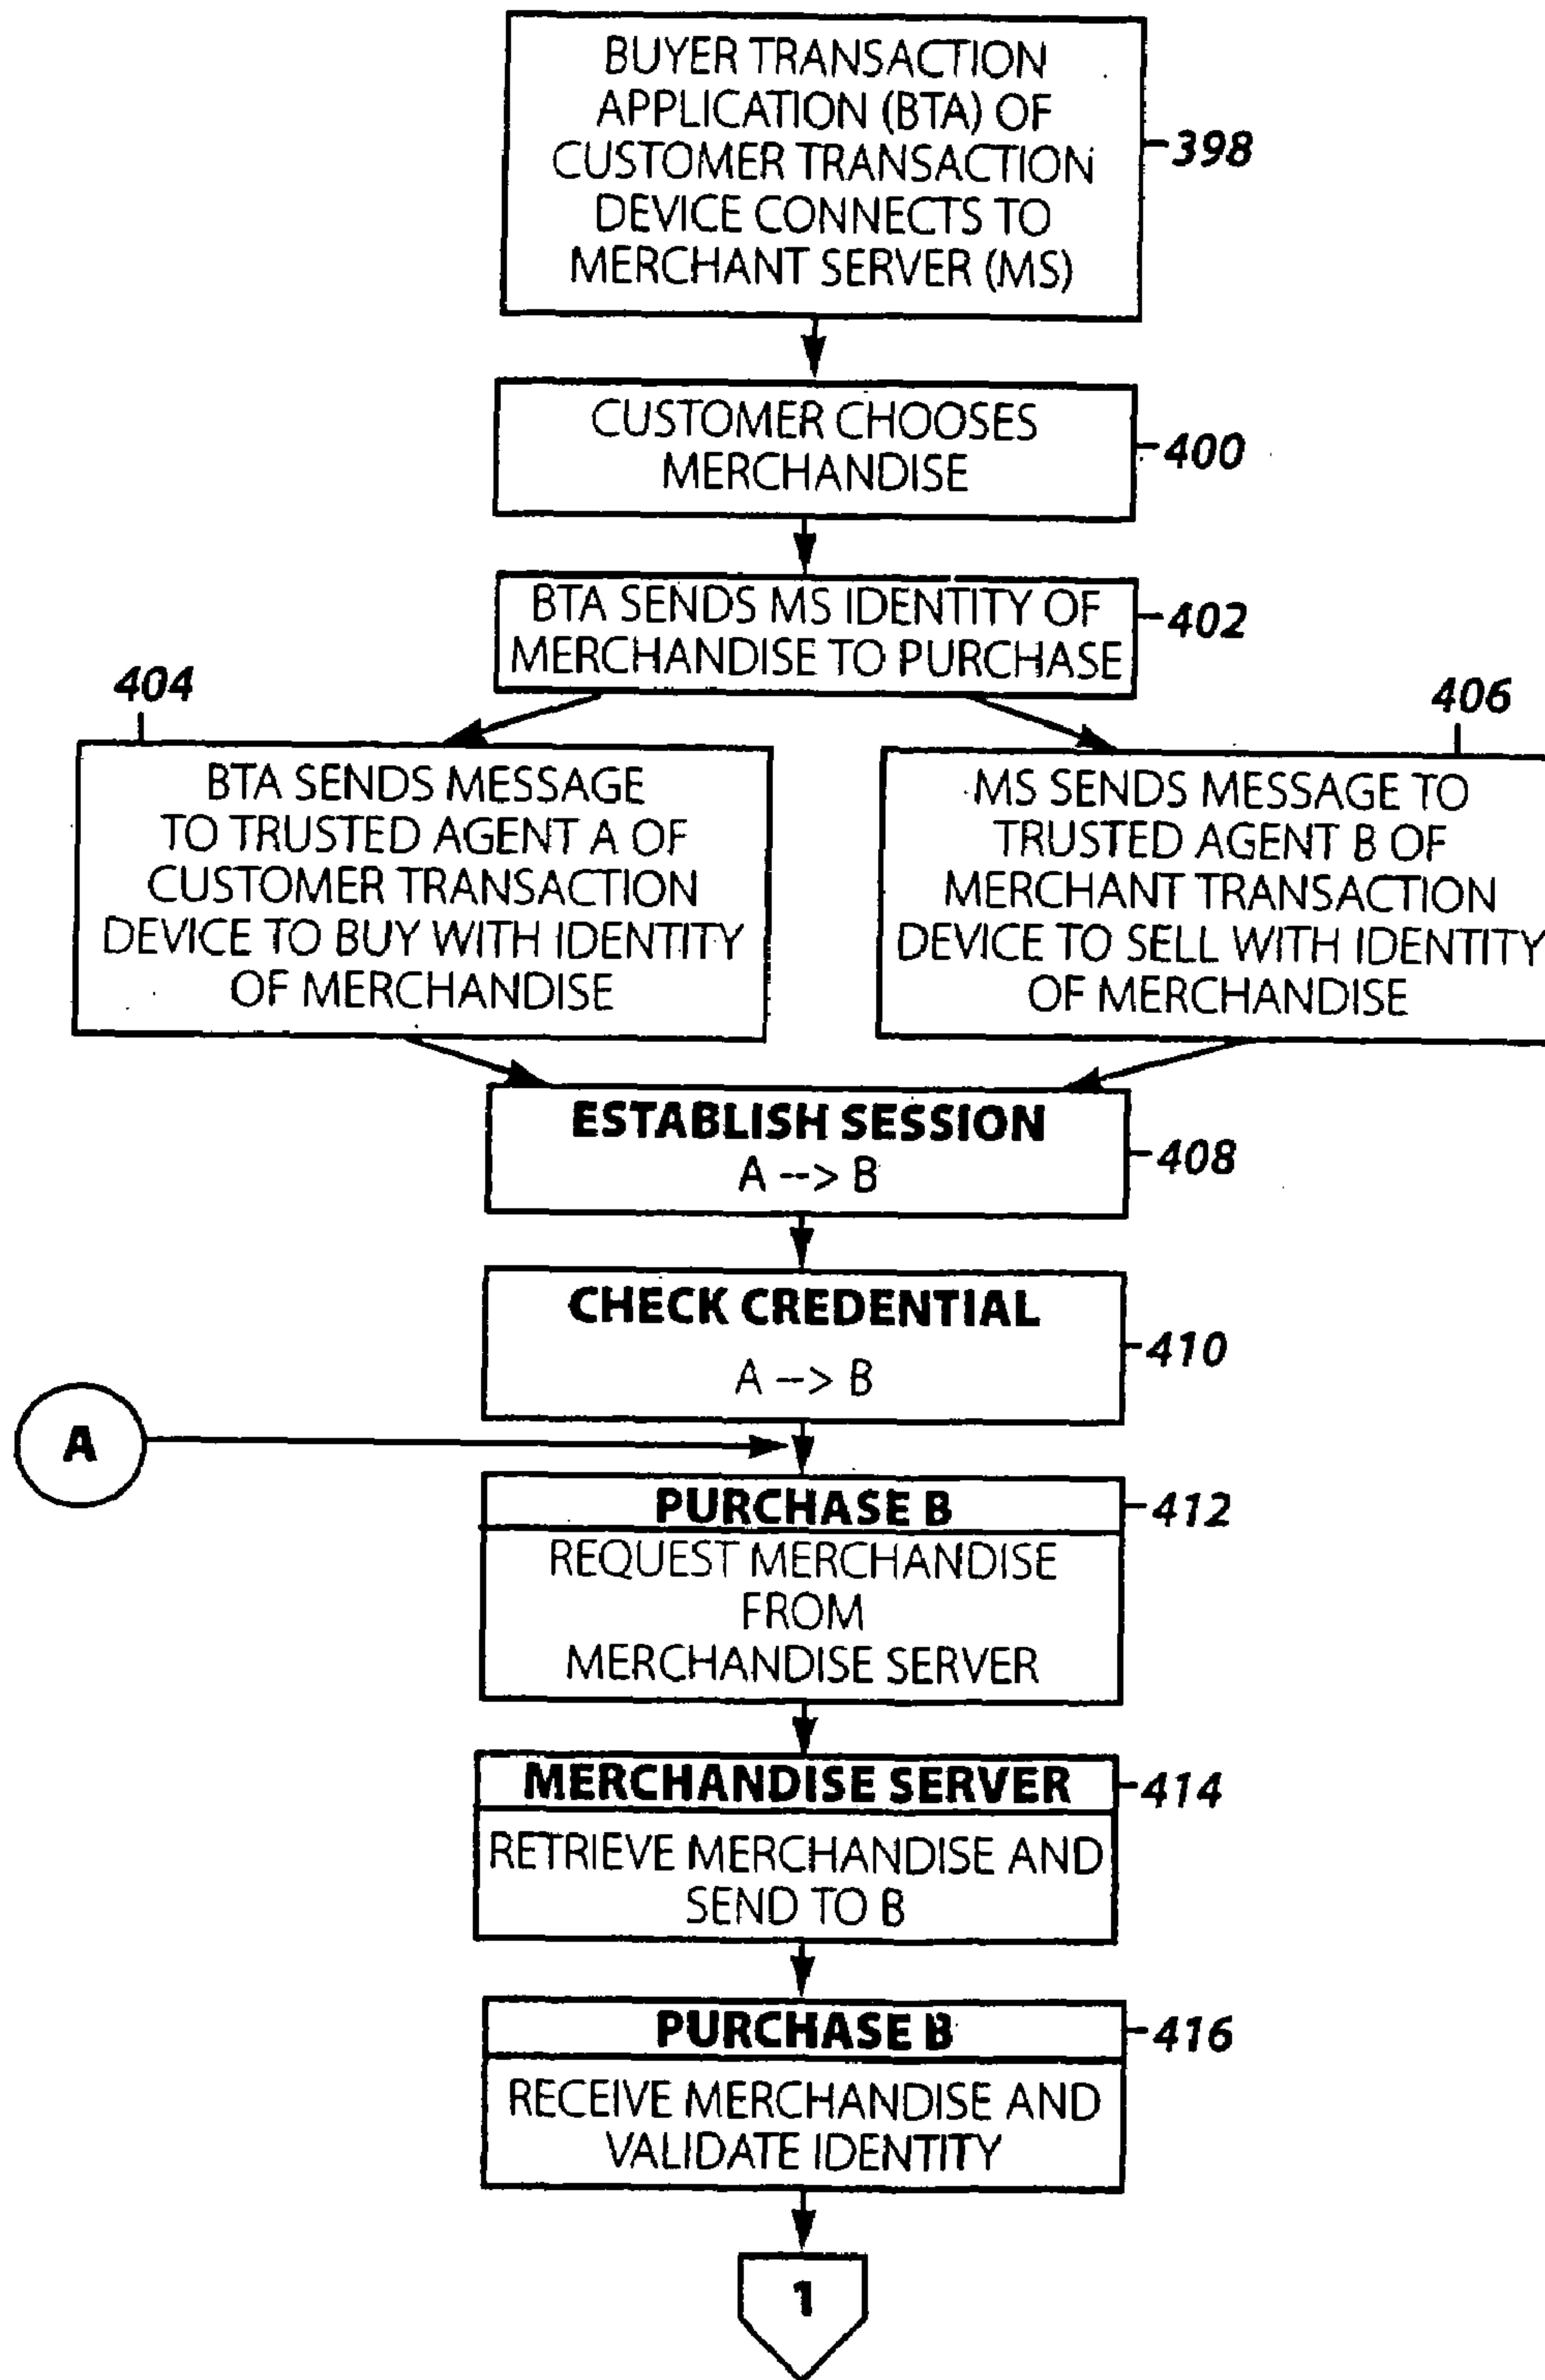 BUYER TRANSACTION
APPLICATION (BTA) OF
CUSTOMER TRANSACTION
DEVICE CONNECTS TO
MERCHANT SERVER (MS)
398
CUSTOMER CHOOSES
MERCHANDISE
400
BTA SENDS MS IDENTITY OF
MERCHANDISE TO PURCHASE
402
404
BTA SENDS MESSAGE
TO TRUSTED AGENT A OF
CUSTOMER TRANSACTION
DEVICE TO BUY WITH IDENTITY
OF MERCHANDISE
406
MS SENDS MESSAGE TO
TRUSTED AGENT B OF
MERCHANT TRANSACTION
DEVICE TO SELL WITH IDENTITY
OF MERCHANDISE
ESTABLISH SESSION
A --> B
408
CHECK CREDENTIAL
A --> B
410
A
PURCHASE B
412
REQUEST MERCHANDISE
FROM
MERCHANDISE SERVER
MERCHANDISE SERVER
414
RETRIEVE MERCHANDISE AND
SEND TO B
PURCHASE B
416
RECEIVE MERCHANDISE AND
VALIDATE IDENTITY
1